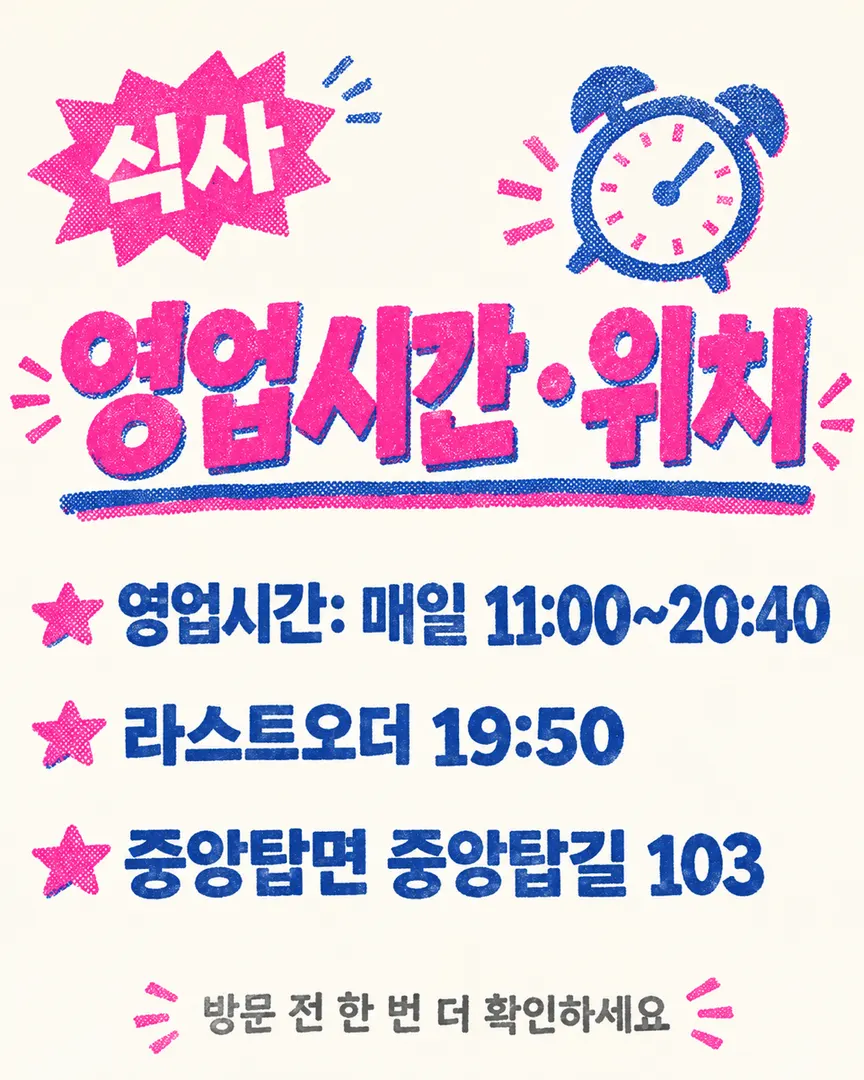 식사
영업시간·위치
영업시간: 매일 11:00~20:40
라스트오더 19:50
중앙탑면 중앙탑길 103
방문 전 한 번 더 확인하세요